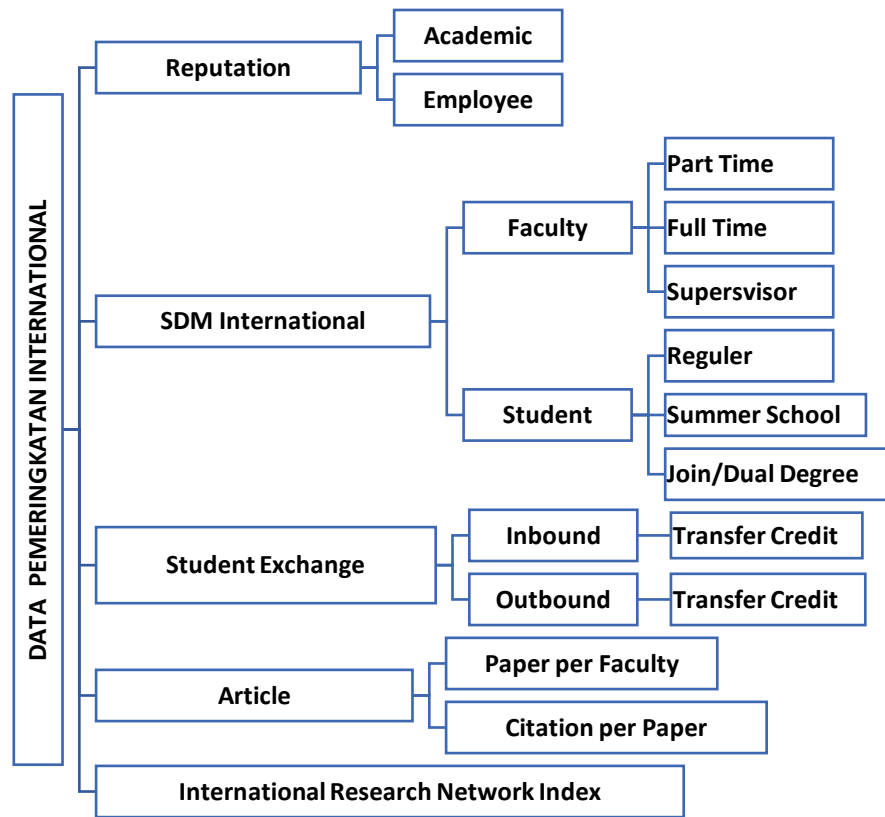 DATA PEMERINGKATAN INTERNATIONAL
Reputation
Academic
Employee
SDM International
Faculty
Part Time
Full Time
Supersvisor
Student
Reguler
Summer School
Join/Dual Degree
Student Exchange
Inbound
Transfer Credit
Outbound
Transfer Credit
Article
Paper per Faculty
Citation per Paper
International Research Network Index